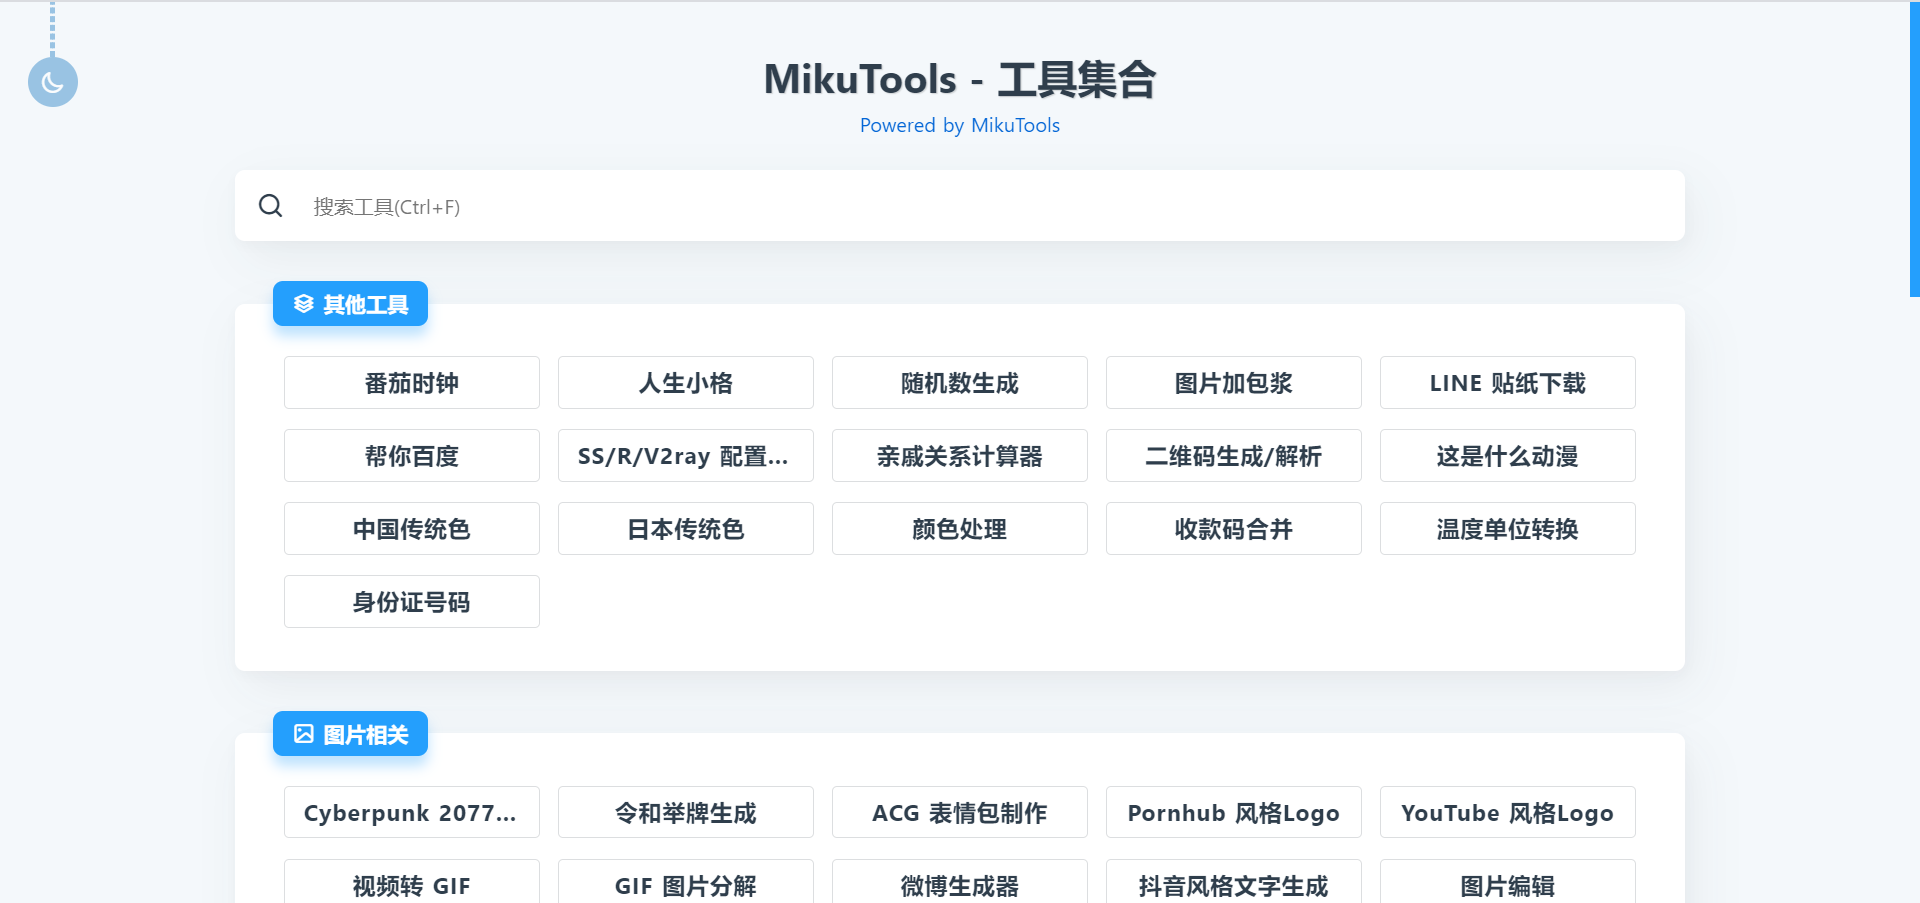 MikuTools - 工具集合
Powered by MikuTools
搜索工具(Ctrl+F)
其他工具
番茄时钟
人生小格
随机数生成
图片加包浆
LINE 贴纸下载
帮你百度
SS/R/V2ray 配置...
亲戚关系计算器
二维码生成/解析
这是什么动漫
中国传统色
日本传统色
颜色处理
收款码合并
温度单位转换
身份证号码
图片相关
Cyberpunk 2077...
令和举牌生成
ACG 表情包制作
Pornhub 风格Logo
YouTube 风格Logo
视频转 GIF
GIF 图片分解
微博生成器
抖音风格文字生成
图片编辑